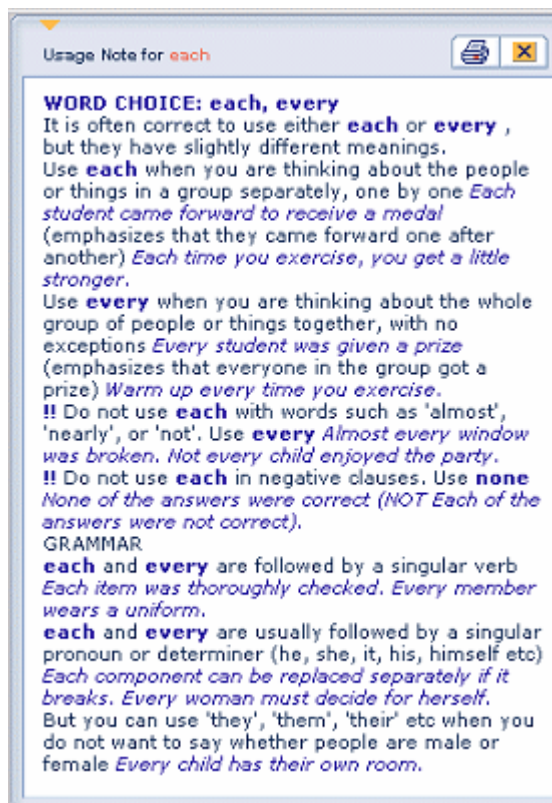 Usage Note for each
WORD CHOICE: each, every
It is often correct to use either each or every ,
but they have slightly different meanings.
Use each when you are thinking about the people
or things in a group separately, one by one Each
student came forward to receive a medal
(emphasizes that they came forward one after
another) Each time you exercise, you get a little
stronger.
Use every when you are thinking about the whole
group of people or things together, with no
exceptions Every student was given a prize
(emphasizes that everyone in the group got a
prize) Warm up every time you exercise.
!! Do not use each with words such as 'almost',
'nearly', or 'not'. Use every Almost every window
was broken. Not every child enjoyed the party.
!! Do not use each in negative clauses. Use none
None of the answers were correct (NOT Each of the
answers were not correct).
GRAMMAR
each and every are followed by a singular verb
Each item was thoroughly checked. Every member
wears a uniform.
each and every are usually followed by a singular
pronoun or determiner (he, she, it, his, himself etc)
Each component can be replaced separately if it
breaks. Every woman must decide for herself.
But you can use 'they', 'them', 'their' etc when you
do not want to say whether people are male or
female Every child has their own room.